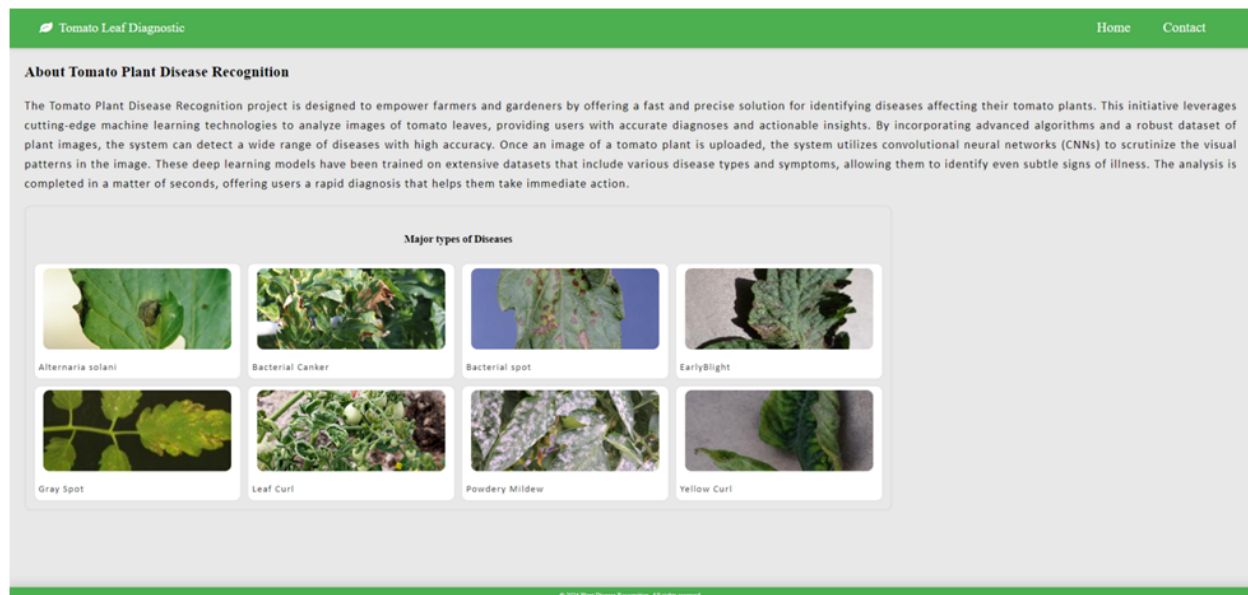 Tomato Leaf Diagnostic
Home Contact
About Tomato Plant Disease Recognition
The Tomato Plant Disease Recognition project is designed to empower farmers and gardeners by offering a fast and precise solution for identifying diseases affecting their tomato plants. This initiative leverages
cutting-edge machine learning technologies to analyze images of tomato leaves, providing users with accurate diagnoses and actionable insights. By incorporating advanced algorithms and a robust dataset of
plant images, the system can detect a wide range of diseases with high accuracy. Once an image of a tomato plant is uploaded, the system utilizes convolutional neural networks (CNNs) to scrutinize the visual
patterns in the image. These deep learning models have been trained on extensive datasets that include various disease types and symptoms, allowing them to identify even subtle signs of illness. The analysis is
completed in a matter of seconds, offering users a rapid diagnosis that helps them take immediate action.
Major types of Diseases
Alternaria solani
Bacterial Canker
Bacterial spot
EarlyBlight
Gray Spot
Leaf Curl
Powdery Mildew
Yellow Curl